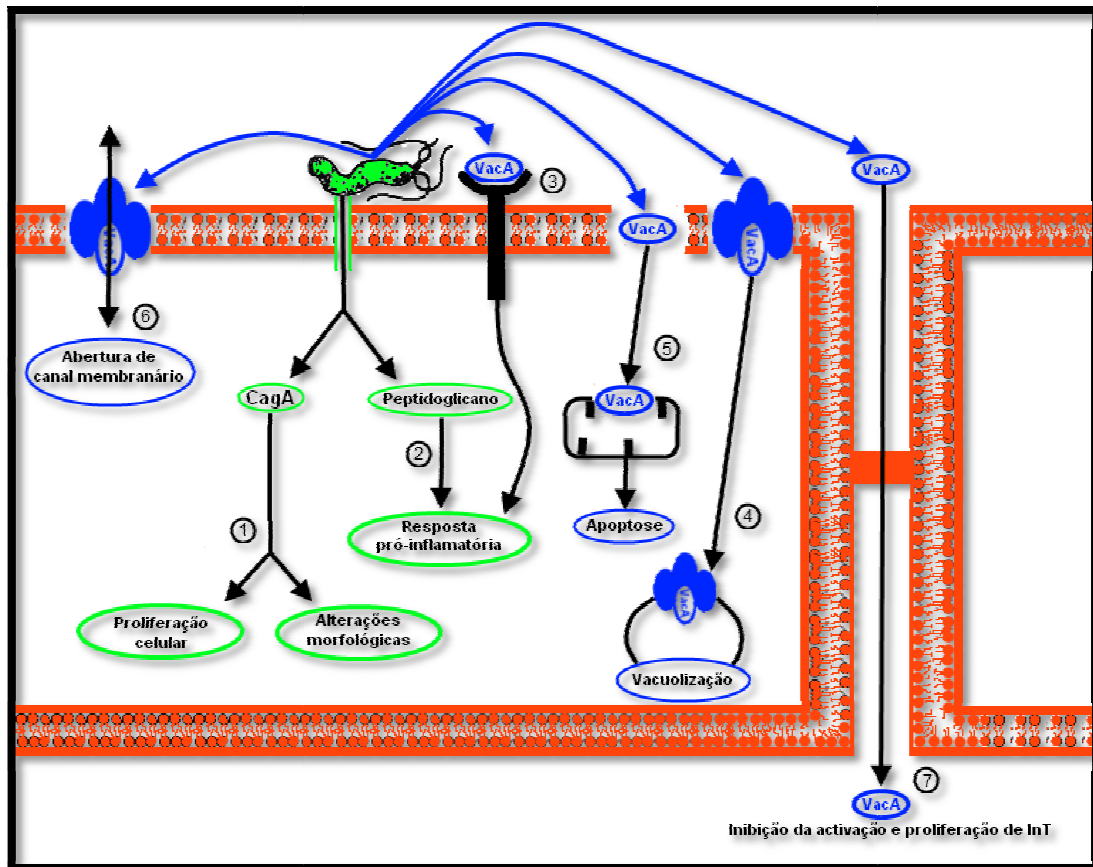 VacA
VacA
3
VacA
VacA
VacA
6
Abertura de
canal membranário
5
CagA
Peptidoglicano
VacA
2
1
Resposta
pró-inflamatória
Apoptose
4
VacA
Proliferação
celular
Alterações
morfológicas
Vacuolização
7
VacA
Inibição da activação e proliferação de InT